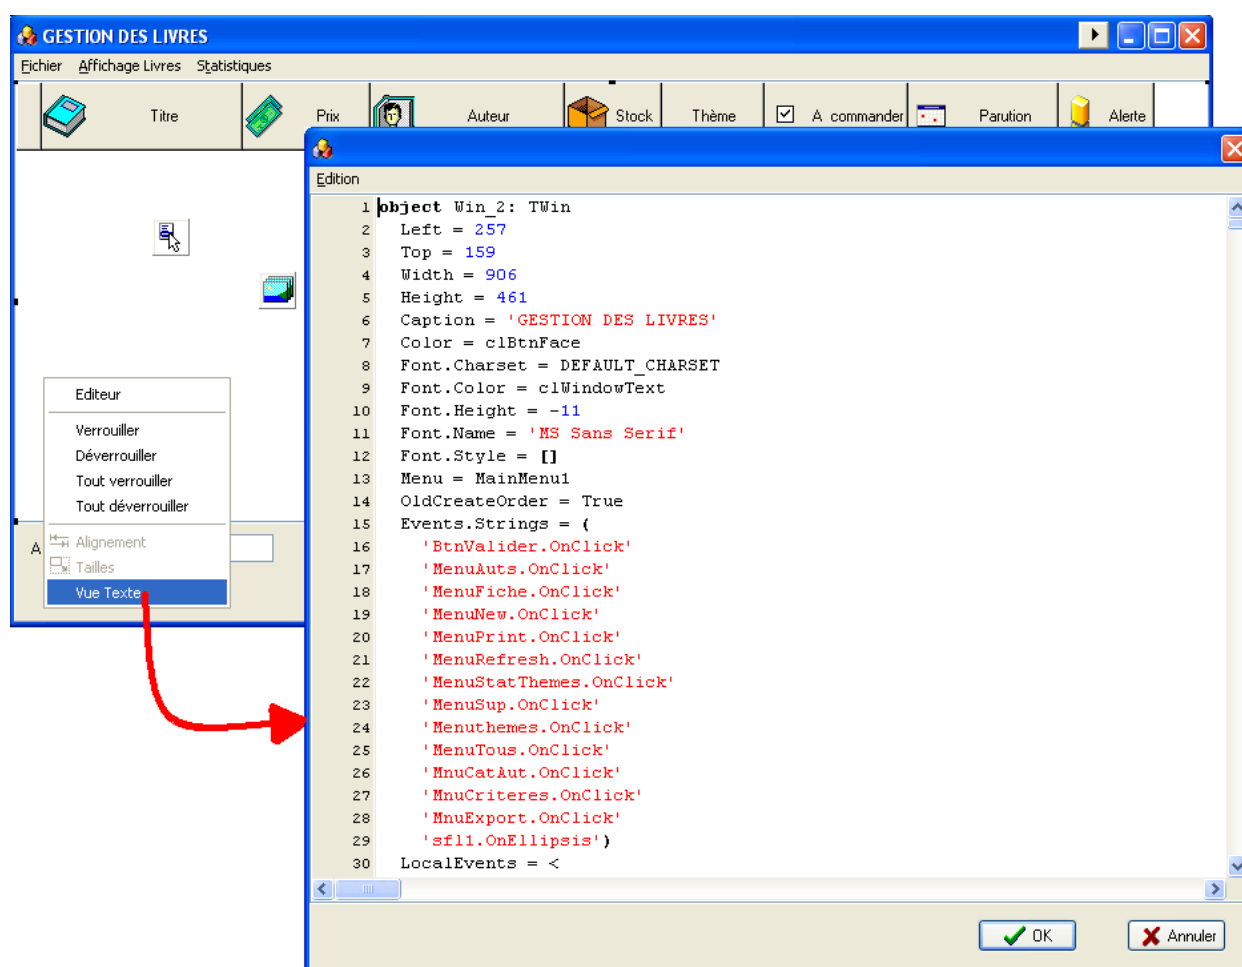 GESTION DES LIVRES
Fichier Affichage Livres Statistiques
Titre Prix Auteur Stock Thème A commander Parution Alerte
Edition
1 object Win_2: TWin
2 Left = 257
3 Top = 159
4 Width = 906
5 Height = 461
6 Caption = 'GESTION DES LIVRES'
7 Color = clBtnFace
8 Font.Charset = DEFAULT_CHARSET
9 Font.Color = clWindowText
10 Font.Height = -11
11 Font.Name = 'MS Sans Serif'
12 Font.Style = []
13 Menu = MainMenu1
14 OldCreateOrder = True
15 Events.Strings = (
16 'BtnValider.OnClick'
17 'MenuAuts.OnClick'
18 'MenuFiche.OnClick'
19 'MenuNew.OnClick'
20 'MenuPrint.OnClick'
21 'MenuRefresh.OnClick'
22 'MenuStatThemes.OnClick'
23 'MenuSup.OnClick'
24 'Menuthemes.OnClick'
25 'MenuTous.OnClick'
26 'MnuCatAut.OnClick'
27 'MnuCriteres.OnClick'
28 'MnuExport.OnClick'
29 'sfl1.OnEllipsis')
30 LocalEvents = <
Editeur
Verrouiller
Déverrouiller
Tout verrouiller
Tout déverrouiller
Alignement
Tailles
Vue Texte
A
OK Annuler